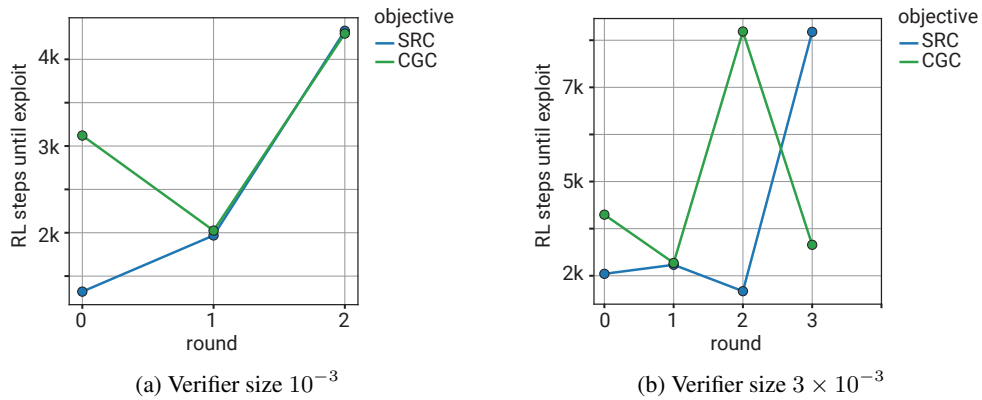 objective
SRC
CGC
4k
3k
2k
RL steps until exploit
0 1 2
round
(a) Verifier size 10⁻³
objective
SRC
CGC
7k
5k
2k
RL steps until exploit
0 1 2 3
round
(b) Verifier size 3 × 10⁻³